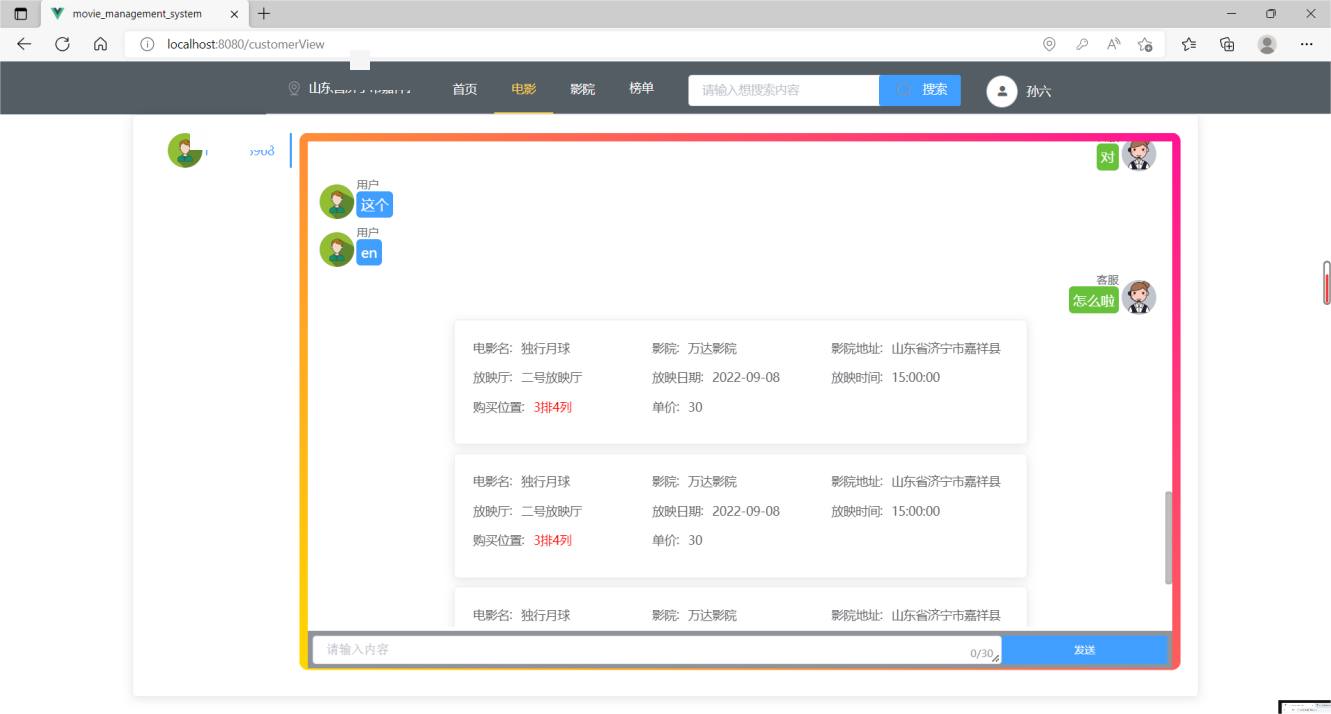 movie_management_system
localhost:8080/customerView
首页 电影 影院 榜单 请输入想搜索内容 搜索 孙六
对
用户
这个
用户
en
客服
怎么啦
电影名: 独行月球 影院: 万达影院 影院地址: 山东省济宁市嘉祥县
放映厅: 二号放映厅 放映日期: 2022-09-08 放映时间: 15:00:00
购买位置: 3排4列 单价: 30
电影名: 独行月球 影院: 万达影院 影院地址: 山东省济宁市嘉祥县
放映厅: 二号放映厅 放映日期: 2022-09-08 放映时间: 15:00:00
购买位置: 3排4列 单价: 30
电影名: 独行月球 影院: 万达影院 影院地址: 山东省济宁市嘉祥县
请输入内容 0/30 发送